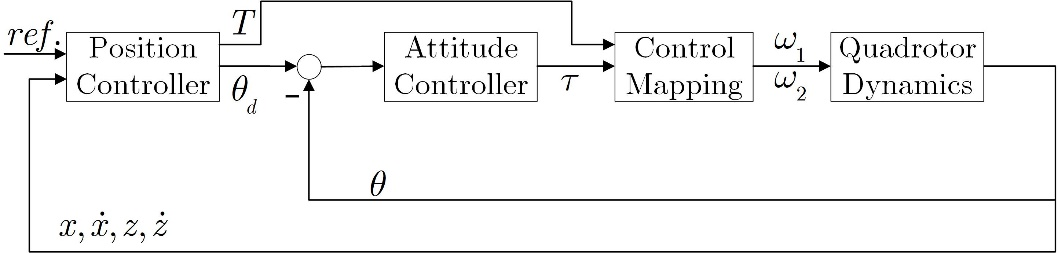 ref.
Position
Controller
T
θ_d
-
Attitude
Controller
τ
Control
Mapping
ω_1
ω_2
Quadrotor
Dynamics
θ
x, ẋ, z, ż